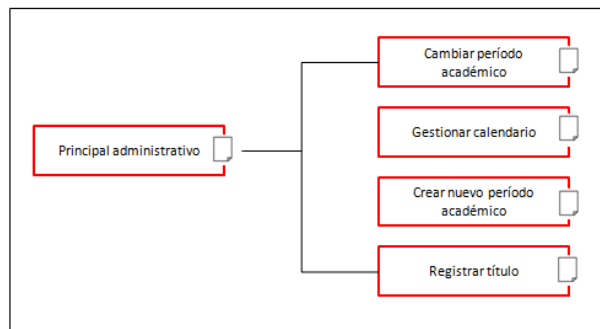 Principal administrativo
Cambiar período
académico
Gestionar calendario
Crear nuevo período
académico
Registrar título